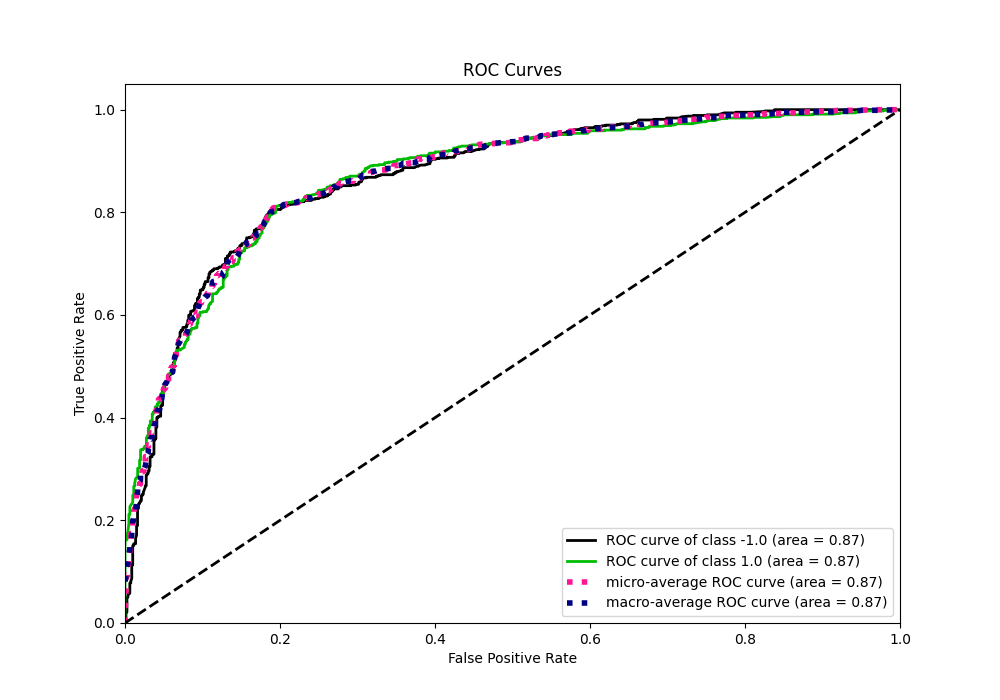 ROC Curves
True Positive Rate
1.0
0.8
0.6
0.4
0.2
0.0
0.0 0.2 0.4 0.6 0.8 1.0
False Positive Rate
ROC curve of class -1.0 (area = 0.87)
ROC curve of class 1.0 (area = 0.87)
micro-average ROC curve (area = 0.87)
macro-average ROC curve (area = 0.87)